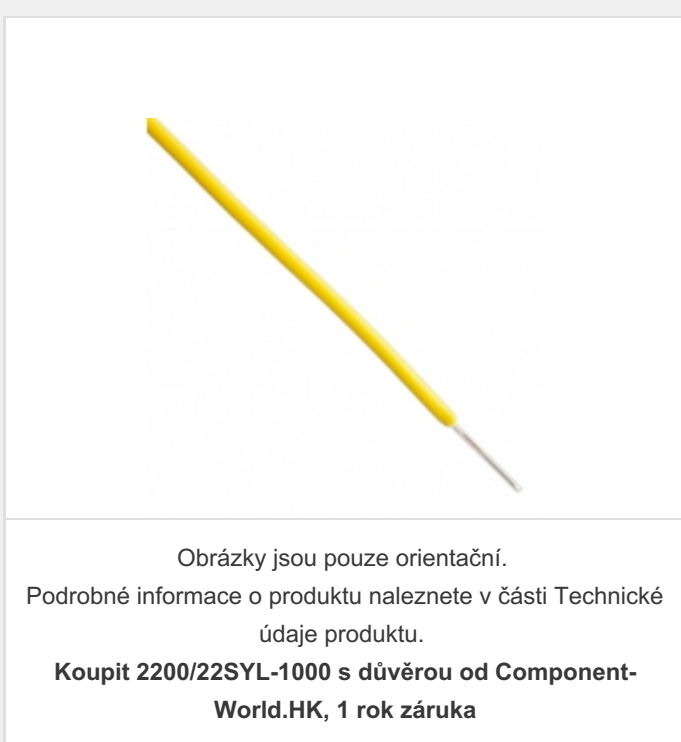 Obrázky jsou pouze orientační.
Podrobné informace o produktu naleznete v části Technické
údaje produktu.
Koupit 2200/22SYL-1000 s důvěrou od Component-
World.HK, 1 rok záruka